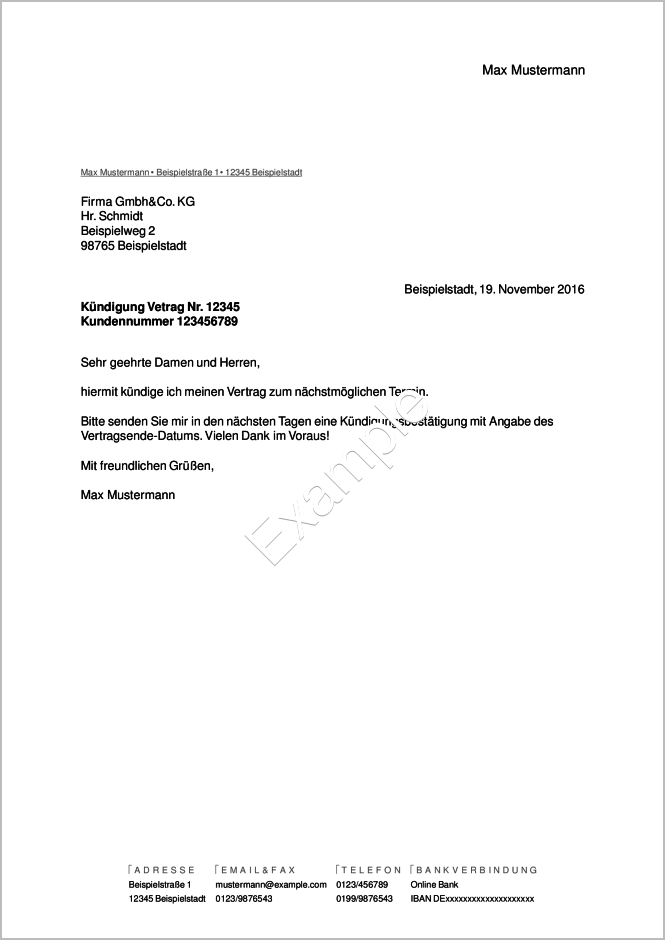 Max Mustermann
Max Mustermann • Beispielstraße 1 • 12345 Beispielstadt
Firma Gmbh&Co. KG
Hr. Schmidt
Beispielweg 2
98765 Beispielstadt
Beispielstadt, 19. November 2016
Kündigung Vetrag Nr. 12345
Kundennummer 123456789
Sehr geehrte Damen und Herren,
hiermit kündige ich meinen Vertrag zum nächstmöglichen Termin.
Bitte senden Sie mir in den nächsten Tagen eine Kündigungsbestätigung mit Angabe des
Vertragsende-Datums. Vielen Dank im Voraus!
Mit freundlichen Grüßen,
Max Mustermann
Example
ADRESSE EMAIL&FAX TELEFON BANKVERBINDUNG
Beispielstraße 1 mustermann@example.com 0123/456789 Online Bank
12345 Beispielstadt 0123/9876543 0199/9876543 IBAN DExxxxxxxxxxxxxxxxxxxx